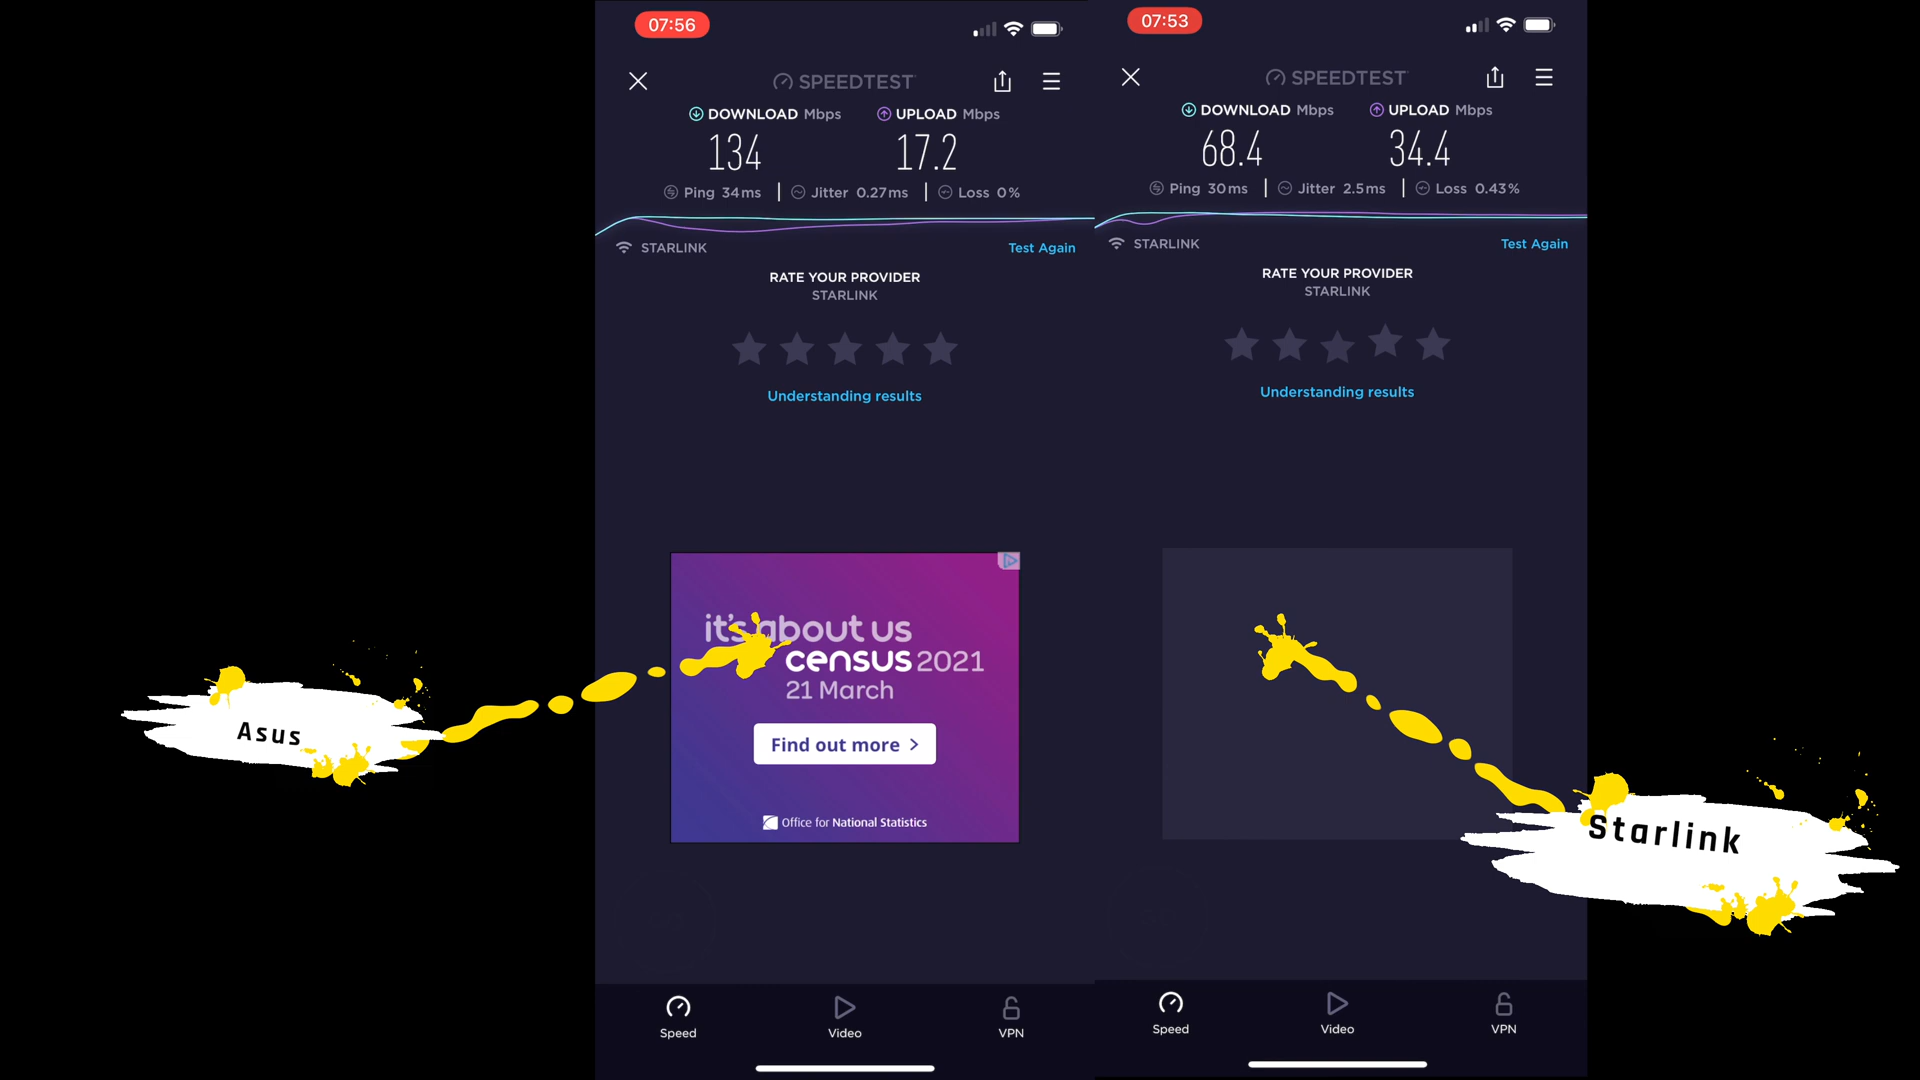 07:56
SPEEDTEST
DOWNLOAD Mbps
UPLOAD Mbps
134
17.2
Ping 34ms
Jitter 0.27ms
Loss 0%
STARLINK
Test Again
RATE YOUR PROVIDER
STARLINK
Understanding results
it's about us
census 2021
21 March
Find out more >
Office for National Statistics
Speed
Video
VPN
07:53
SPEEDTEST
DOWNLOAD Mbps
UPLOAD Mbps
68.4
34.4
Ping 30ms
Jitter 2.5ms
Loss 0.43%
STARLINK
Test Again
RATE YOUR PROVIDER
STARLINK
Understanding results
Speed
Video
VPN
Asus
Starlink